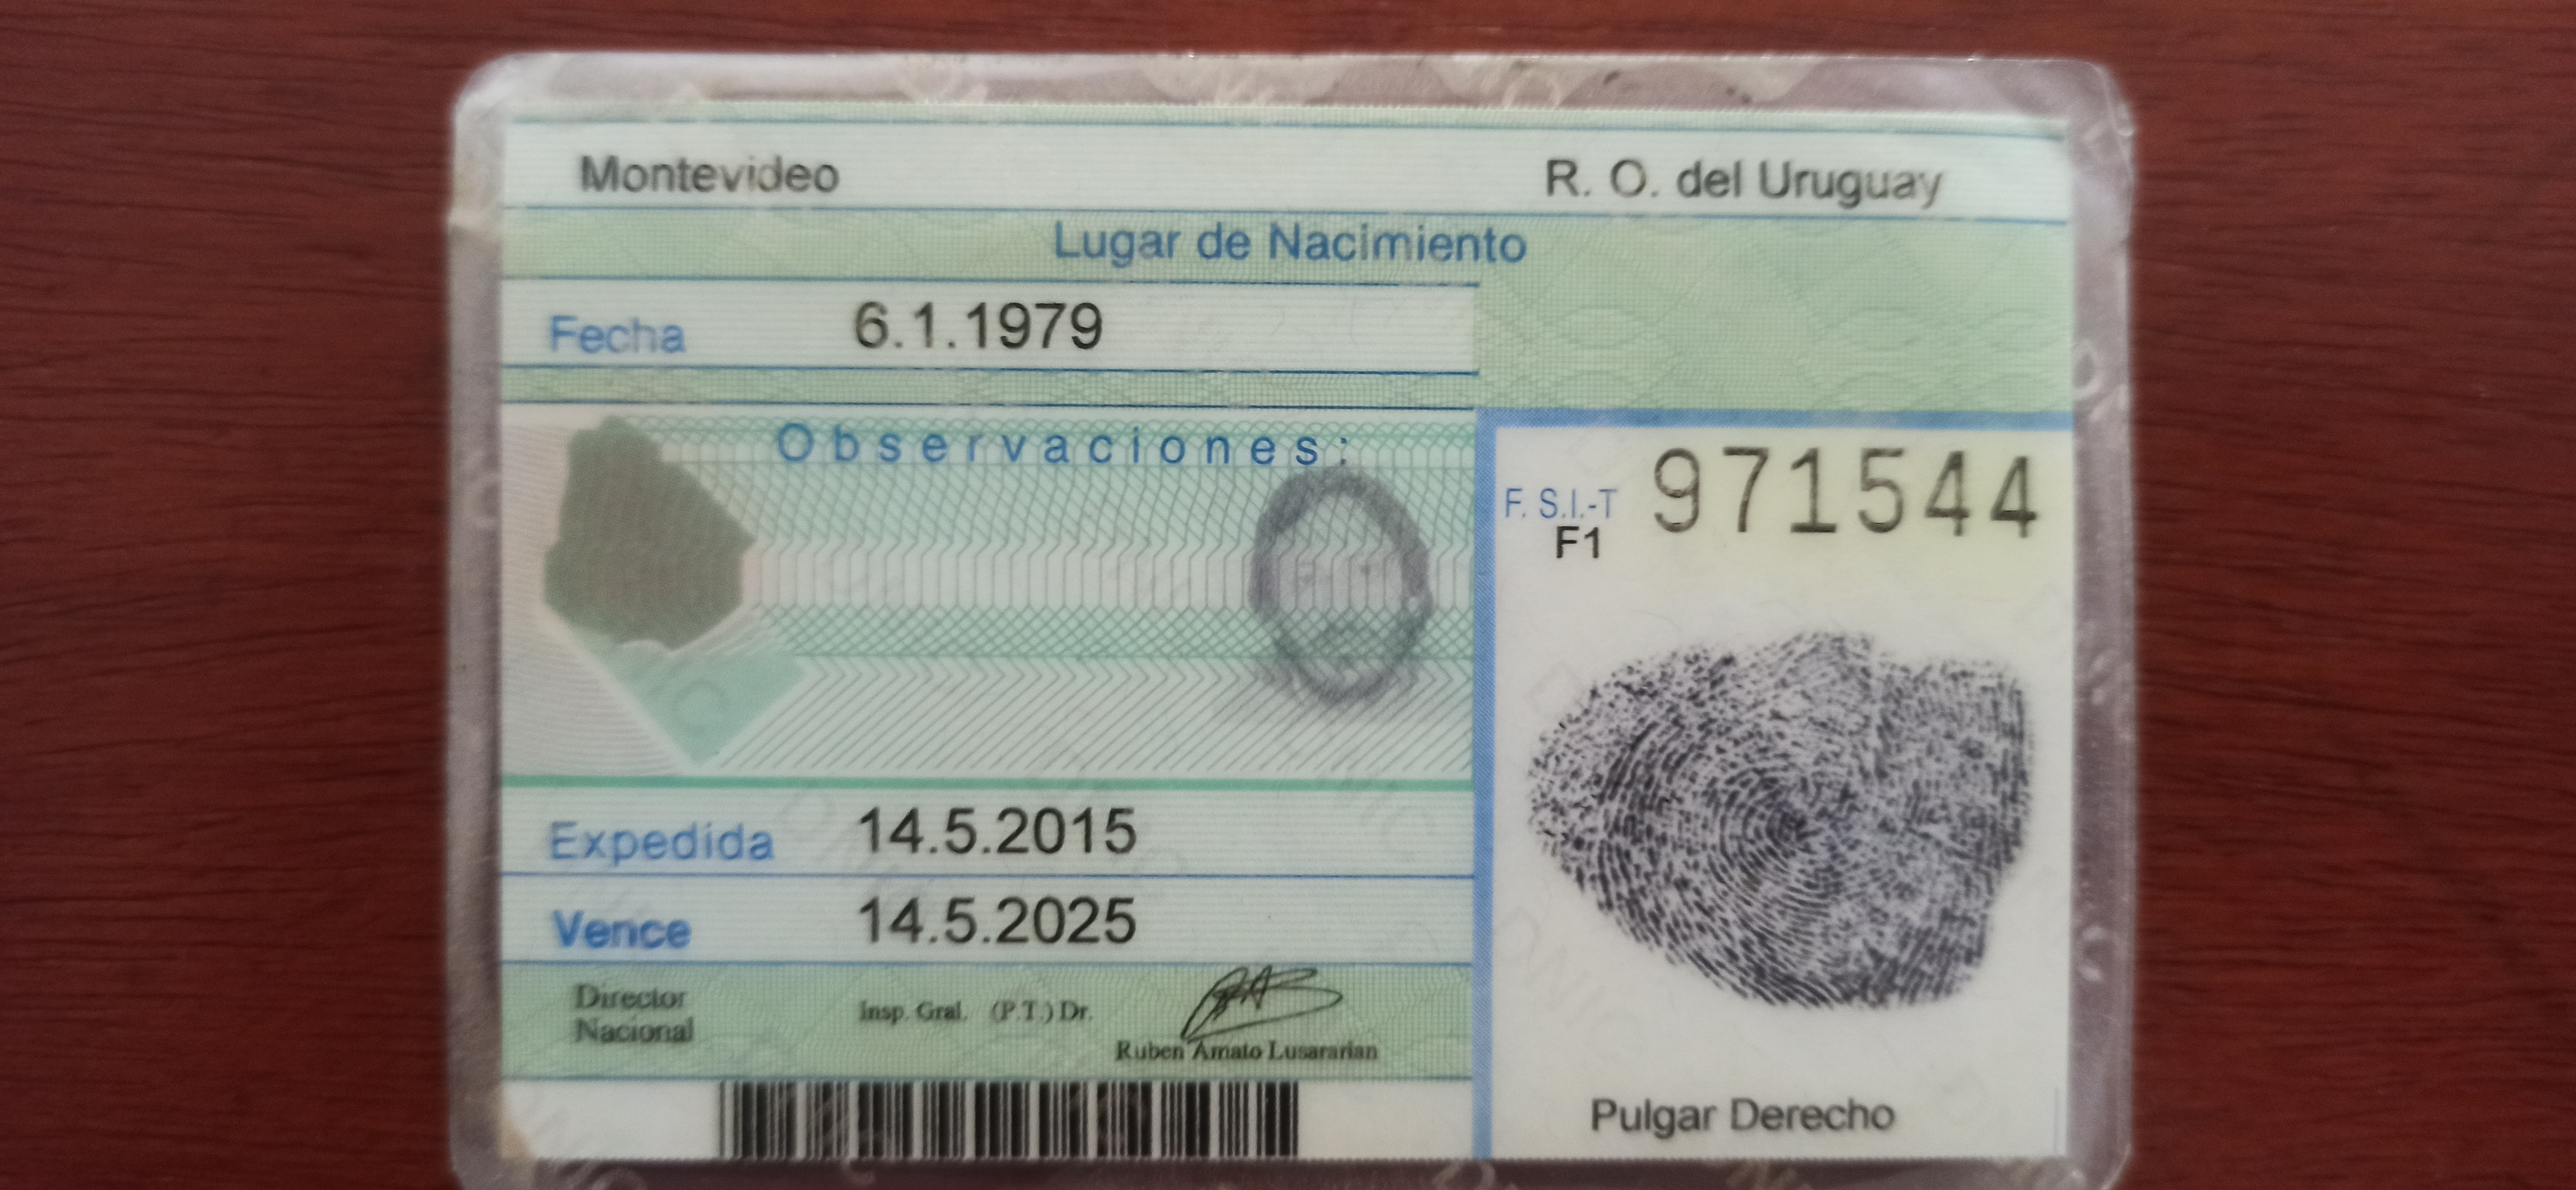 Montevideo R. O. del Uruguay
Lugar de Nacimiento
Fecha 6.1.1979
Observaciones:
F. S.I.-T 971544
F1
Expedida 14.5.2015
Vence 14.5.2025
Director
Nacional
Insp. Gral. (P.T.) Dr.
Ruben Amato Lusararian
Pulgar Derecho